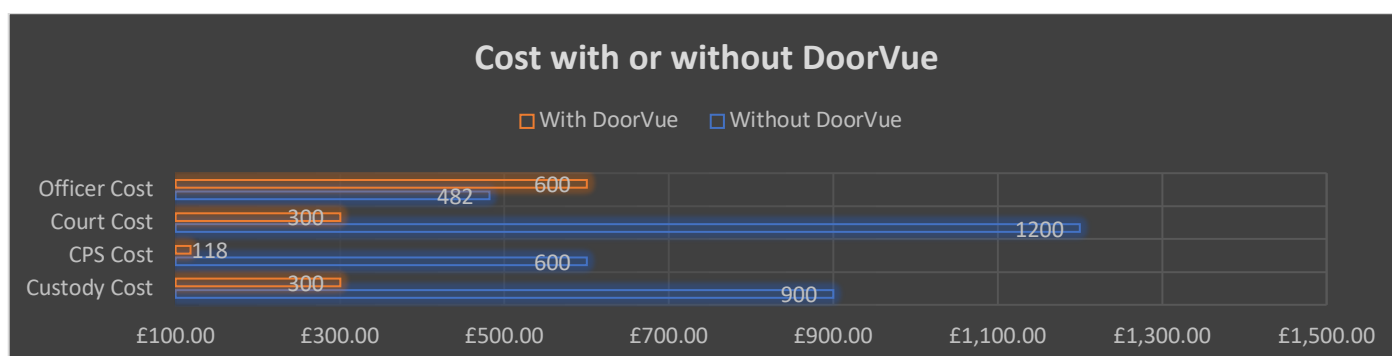 Cost with or without DoorVue
With DoorVue Without DoorVue
Officer Cost 600
482
Court Cost 300
1200
CPS Cost 118
600
Custody Cost 300
900
£100.00 £300.00 £500.00 £700.00 £900.00 £1,100.00 £1,300.00 £1,500.00